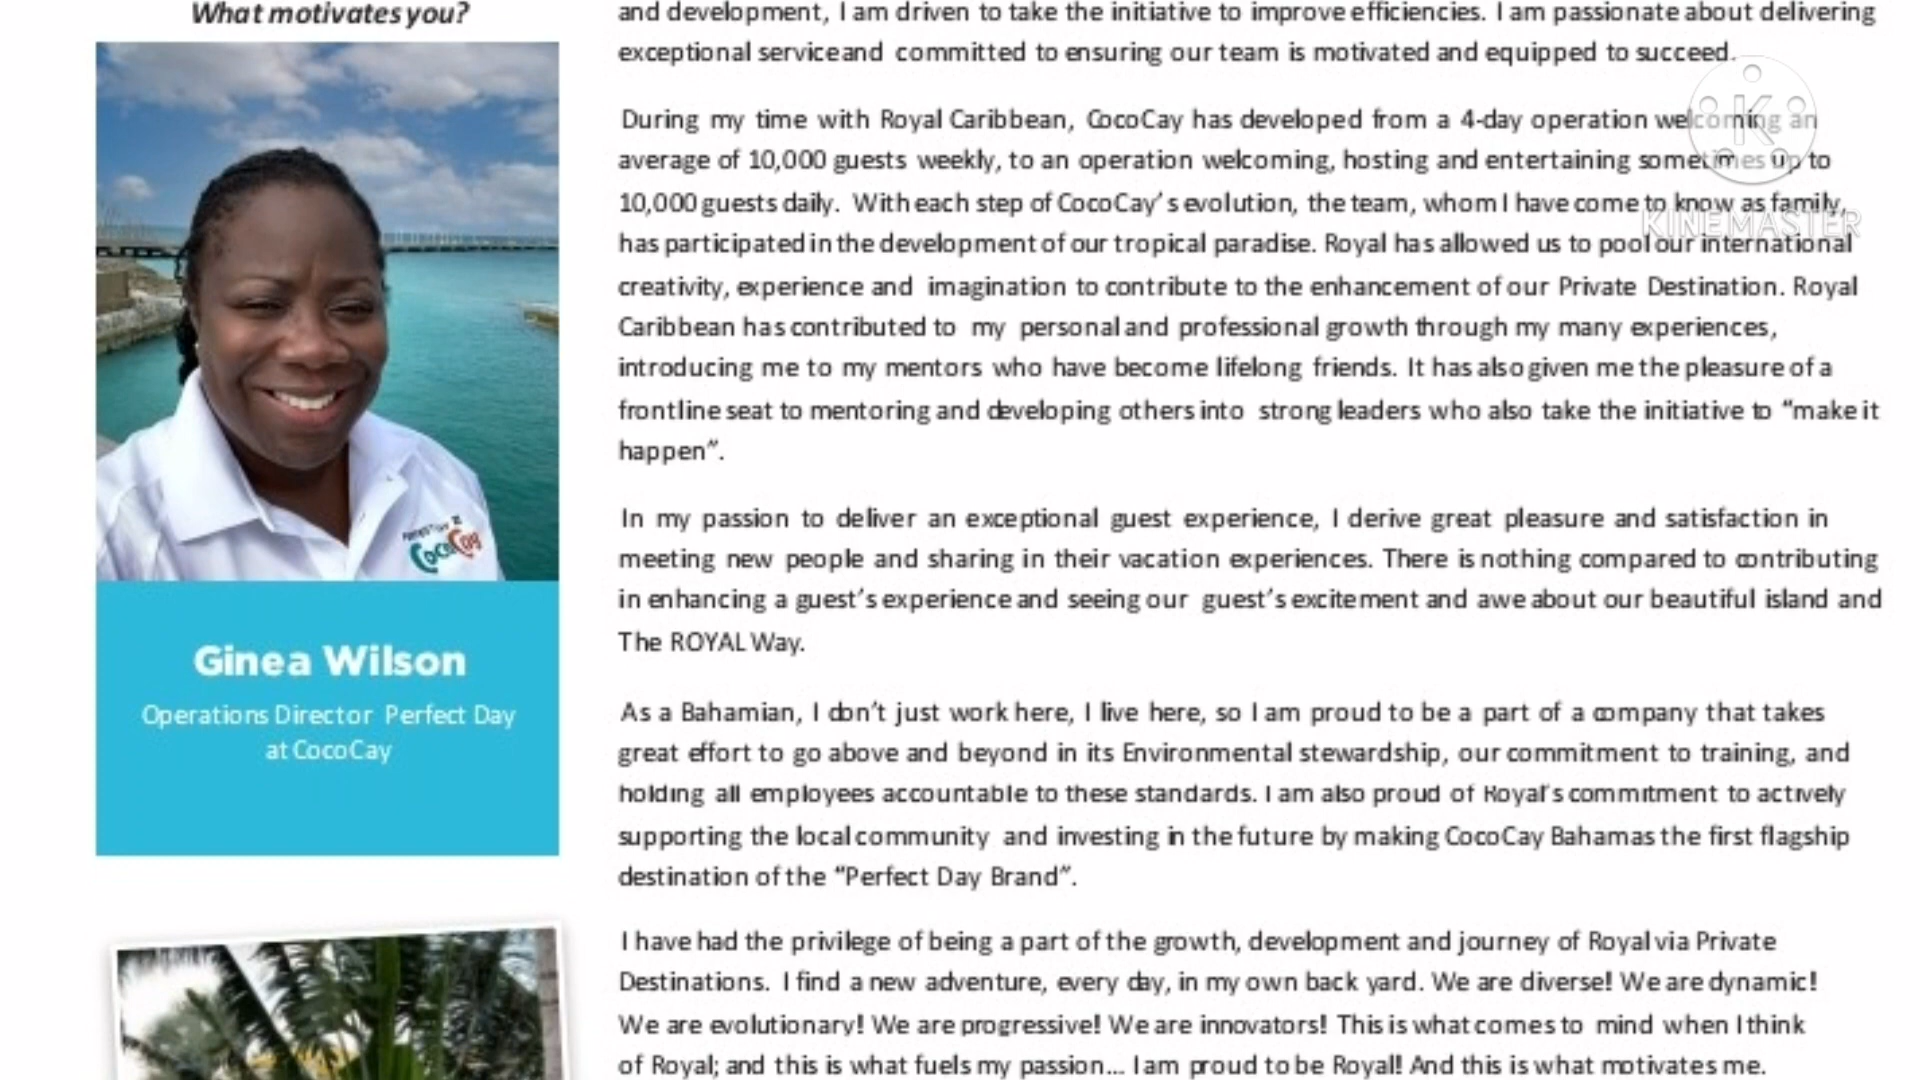 What motivates you?
and development, I am driven to take the initiative to improve efficiencies. I am passionate about delivering
exceptional service and committed to ensuring our team is motivated and equipped to succeed.
During my time with Royal Caribbean, CocoCay has developed from a 4-day operation welcoming an
average of 10,000 guests weekly, to an operation welcoming, hosting and entertaining sometimes up to
10,000 guests daily. With each step of CocoCay's evolution, the team, whom I have come to know as family,
has participated in the development of our tropical paradise. Royal has allowed us to pool our international
creativity, experience and imagination to contribute to the enhancement of our Private Destination. Royal
Caribbean has contributed to my personal and professional growth through my many experiences,
introducing me to my mentors who have become lifelong friends. It has also given me the pleasure of a
frontline seat to mentoring and developing others into strong leaders who also take the initiative to “make it
happen”.
In my passion to deliver an exceptional guest experience, I derive great pleasure and satisfaction in
meeting new people and sharing in their vacation experiences. There is nothing compared to contributing
in enhancing a guest's experience and seeing our guest's excitement and awe about our beautiful island and
The ROYAL Way.
As a Bahamian, I don't just work here, I live here, so I am proud to be a part of a company that takes
great effort to go above and beyond in its Environmental stewardship, our commitment to training, and
holding all employees accountable to these standards. I am also proud of Royal's commitment to actively
supporting the local community and investing in the future by making CocoCay Bahamas the first flagship
destination of the “Perfect Day Brand”.
I have had the privilege of being a part of the growth, development and journey of Royal via Private
Destinations. I find a new adventure, every day, in my own back yard. We are diverse! We are dynamic!
We are evolutionary! We are progressive! We are innovators! This is what comes to mind when I think
of Royal; and this is what fuels my passion... I am proud to be Royal! And this is what motivates me.
CocoCay
Ginea Wilson
Operations Director Perfect Day
at CocoCay
K
KINEMASTER